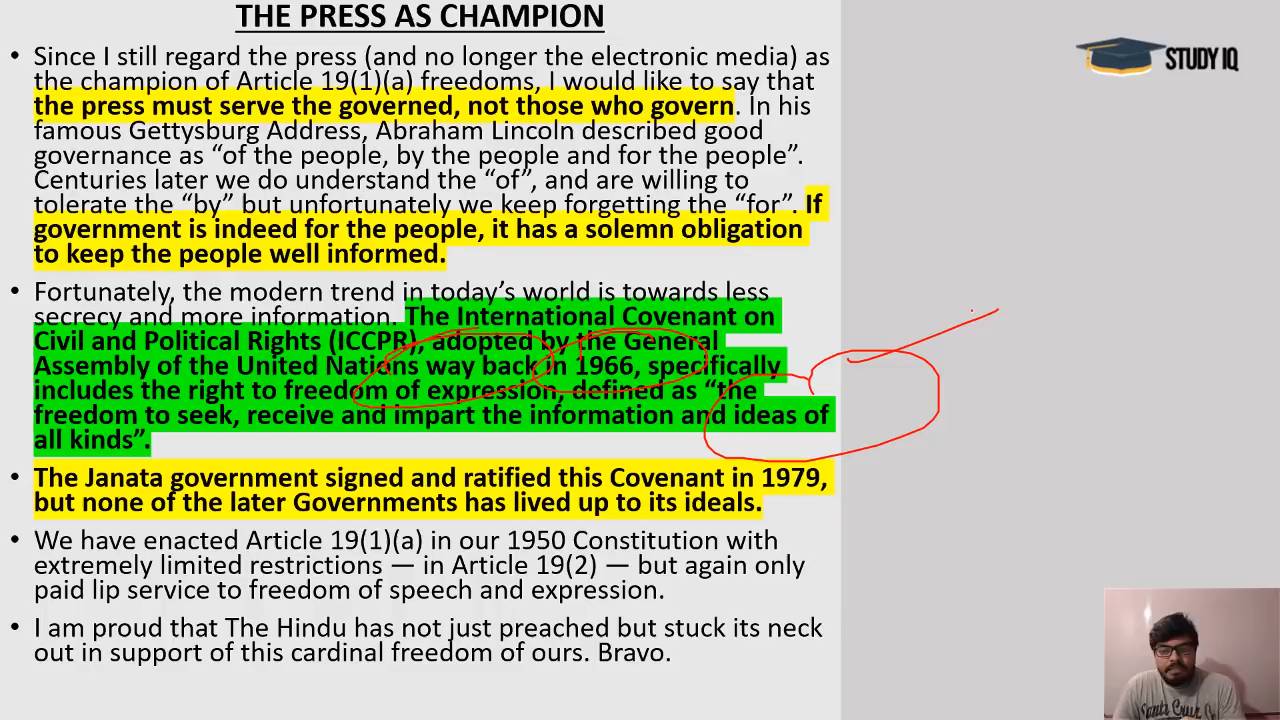 THE PRESS AS CHAMPION
• Since I still regard the press (and no longer the electronic media) as
the champion of Article 19(1)(a) freedoms, I would like to say that
the press must serve the governed, not those who govern. In his
famous Gettysburg Address, Abraham Lincoln described good
governance as “of the people, by the people and for the people”.
Centuries later we do understand the “of”, and are willing to
tolerate the “by” but unfortunately we keep forgetting the “for”. If
government is indeed for the people, it has a solemn obligation
to keep the people well informed.
• Fortunately, the modern trend in today’s world is towards less
secrecy and more information. The International Covenant on
Civil and Political Rights (ICCPR), adopted by the General
Assembly of the United Nations way back in 1966, specifically
includes the right to freedom of expression, defined as “the
freedom to seek, receive and impart the information and ideas of
all kinds”.
• The Janata government signed and ratified this Covenant in 1979,
but none of the later Governments has lived up to its ideals.
• We have enacted Article 19(1)(a) in our 1950 Constitution with
extremely limited restrictions — in Article 19(2) — but again only
paid lip service to freedom of speech and expression.
• I am proud that The Hindu has not just preached but stuck its neck
out in support of this cardinal freedom of ours. Bravo.
STUDY IQ